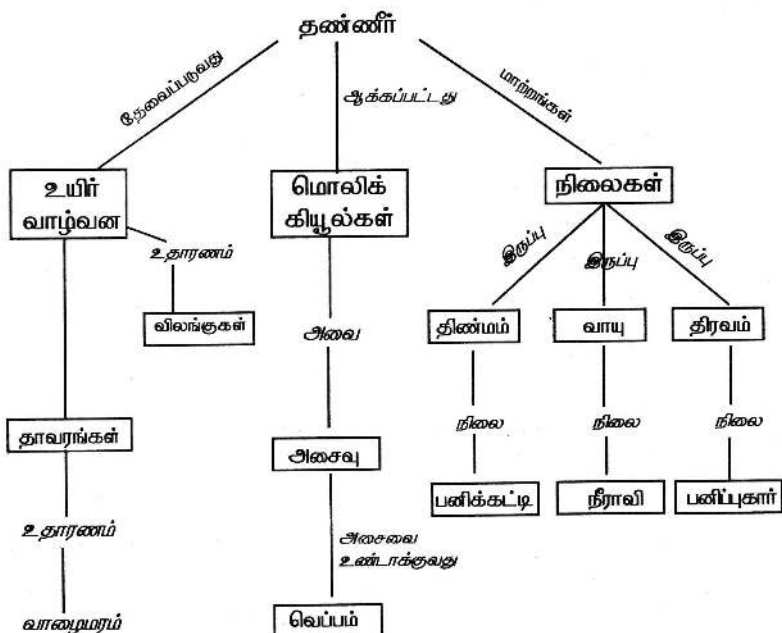 தண்ணீர்
தேவைப்படுவது
ஆக்கப்பட்டது
மாற்றங்கள்
உயிர்
வாழ்வன
மொலிக்
கியூல்கள்
நிலைகள்
உதாரணம்
இருப்பு
இருப்பு
இருப்பு
விலங்குகள்
அவை
திண்மம்
வாயு
திரவம்
தாவரங்கள்
அசைவு
நிலை
நிலை
நிலை
பனிக்கட்டி
நீராவி
பனிப்புகார்
உதாரணம்
அசைவை
உண்டாக்குவது
வாழைமரம்
வெப்பம்